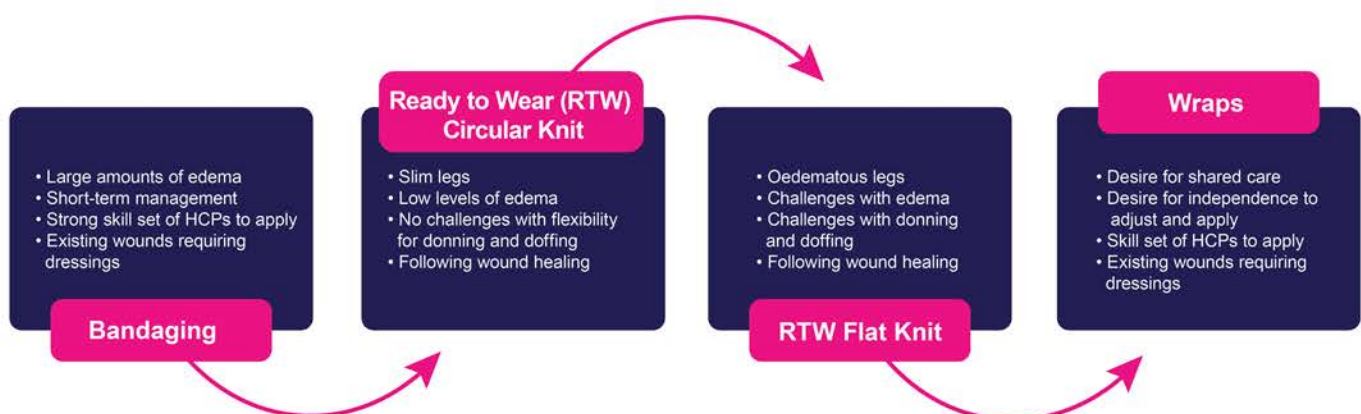 • Large amounts of edema
• Short-term management
• Strong skill set of HCPs to apply
• Existing wounds requiring
dressings
Bandaging
Ready to Wear (RTW)
Circular Knit
• Slim legs
• Low levels of edema
• No challenges with flexibility
for donning and doffing
• Following wound healing
• Oedematous legs
• Challenges with edema
• Challenges with donning
and doffing
• Following wound healing
RTW Flat Knit
Wraps
• Desire for shared care
• Desire for independence to
adjust and apply
• Skill set of HCPs to apply
• Existing wounds requiring
dressings